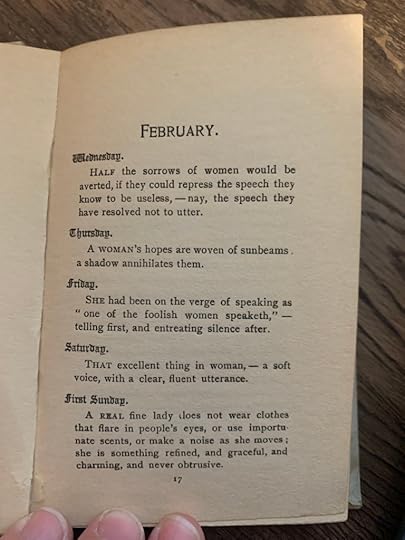 FEBRUARY.
Wednesday.
HALF the sorrows of women would be
averted, if they could repress the speech they
know to be useless, — nay, the speech they
have resolved not to utter.
Thursday.
A WOMAN'S hopes are woven of sunbeams.
a shadow annihilates them.
Friday.
SHE had been on the verge of speaking as
"one of the foolish women speaketh," —
telling first, and entreating silence after.
Saturday.
THAT excellent thing in woman, — a soft
voice, with a clear, fluent utterance.
First Sunday.
A REAL fine lady does not wear clothes
that flare in people's eyes, or use importu-
nate scents, or make a noise as she moves;
she is something refined, and graceful, and
charming, and never obtrusive.
17